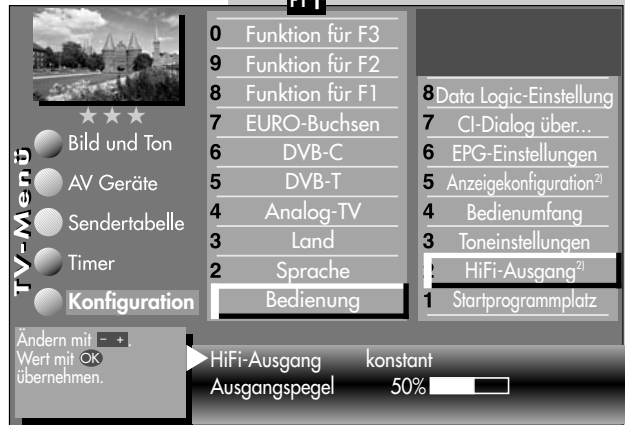 TV-Menü
Bild und Ton
AV Geräte
Sendertabelle
Timer
Konfiguration
0 Funktion für F3
9 Funktion für F2
8 Funktion für F1
7 EURO-Buchsen
6 DVB-C
5 DVB-T
4 Analog-TV
3 Land
2 Sprache
Bedienung
8 Data Logic-Einstellung
7 CI-Dialog über...
6 EPG-Einstellungen
5 Anzeigekonfiguration2)
4 Bedienumfang
3 Toneinstellungen
2 HiFi-Ausgang2)
1 Startprogrammplatz
Ändern mit - + .
Wert mit OK
übernehmen.
HiFi-Ausgang konstant
Ausgangspegel 50%